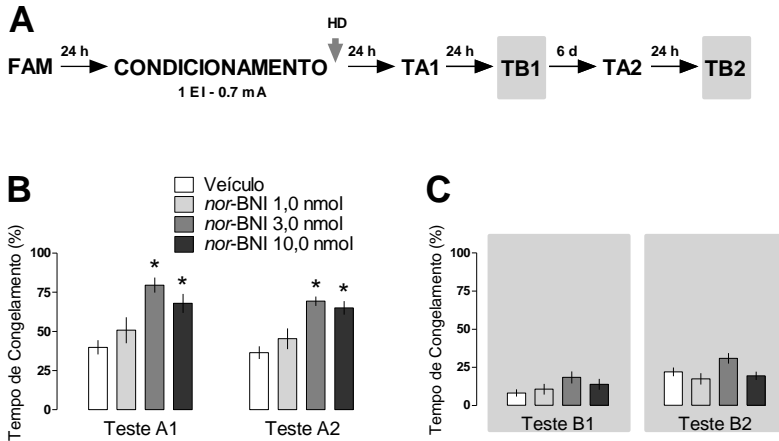 A
HD
24 h
24 h
24 h
6 d
24 h
FAM
CONDICIONAMENTO
TA1
TB1
TA2
TB2
1 EI - 0.7 mA
B
Veículo
nor-BNI 1,0 nmol
nor-BNI 3,0 nmol
nor-BNI 10,0 nmol
Tempo de Congelamento (%)
100
75
50
25
0
*
*
*
*
Teste A1
Teste A2
C
Tempo de Congelamento (%)
100
75
50
25
0
Teste B1
Teste B2